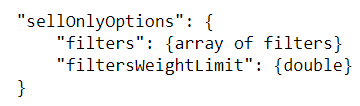 "sellOnlyOptions": {
    "filters": {array of filters}
    "filtersWeightLimit": {double}
}